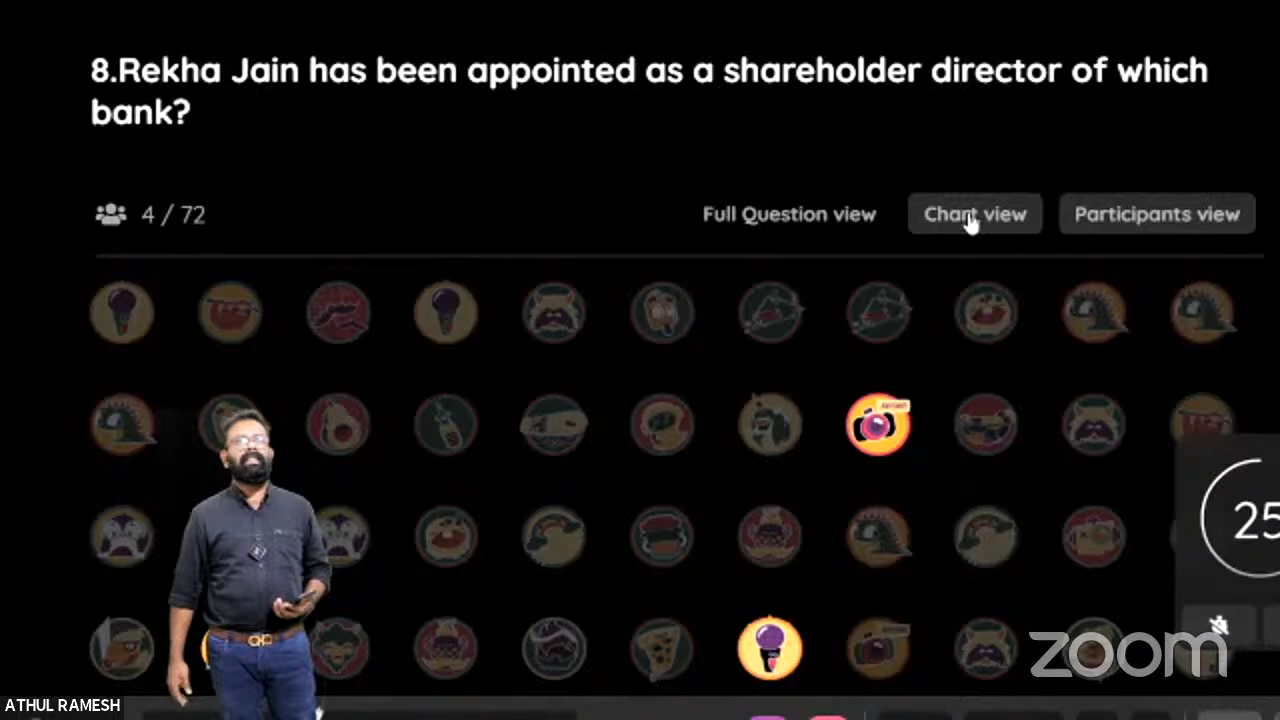 8.Rekha Jain has been appointed as a shareholder director of which
bank?
4 / 72
Full Question view
Chart view
Participants view
25
zoom
ATHUL RAMESH